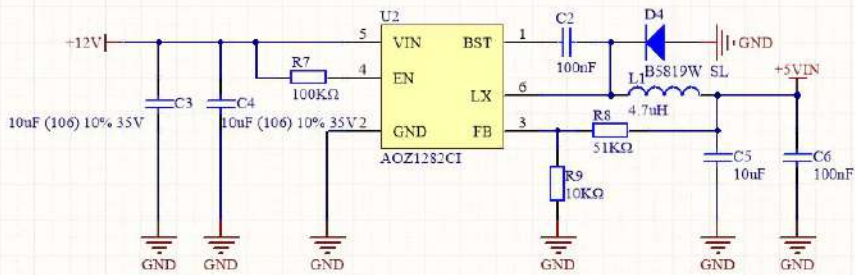 U2
C2
D4
+12V
5
VIN
BST
1
GND
R7
100nF
B5819W SL
+5VIN
4
EN
L1
100KΩ
C3
C4
LX
6
4.7uH
10uF (106) 10% 35V
10uF (106) 10% 35V
2
GND
FB
3
R8
51KΩ
AOZ1282CI
C5
C6
R9
10KΩ
10uF
100nF
GND
GND
GND
GND
GND
GND